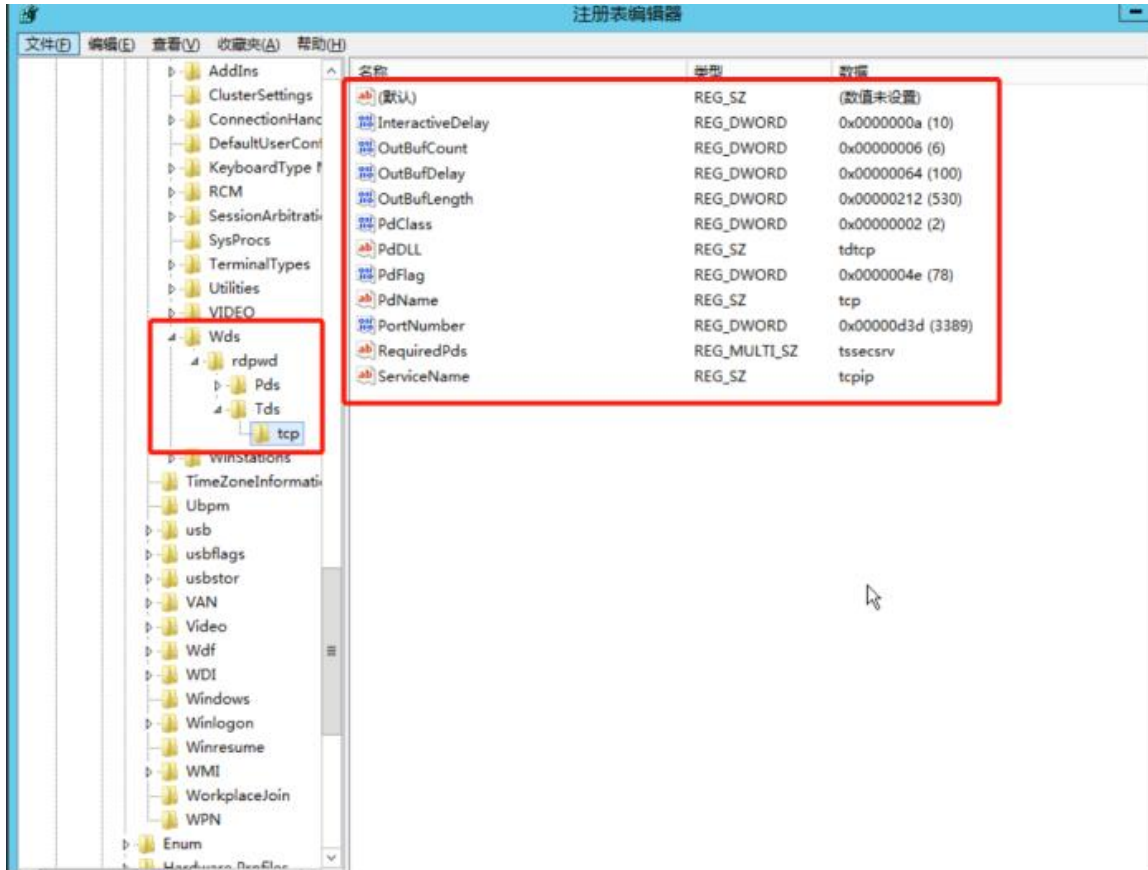 注册表编辑器
文件(F) 编辑(E) 查看(V) 收藏夹(A) 帮助(H)
AddIns
ClusterSettings
ConnectionHanc
DefaultUserConf
KeyboardType
RCM
SessionArbitrati
SysProcs
TerminalTypes
Utilities
VIDEO
Wds
rdpwd
Pds
Tds
tcp
WinStations
TimeZoneInformati
Ubpm
usb
usbflags
usbstor
VAN
Video
Wdf
WDI
Windows
Winlogon
Winresume
WMI
WorkplaceJoin
WPN
Enum
Hardware Profiles
名称 类型 数据
(默认) REG_SZ (数值未设置)
InteractiveDelay REG_DWORD 0x0000000a (10)
OutBufCount REG_DWORD 0x00000006 (6)
OutBufDelay REG_DWORD 0x00000064 (100)
OutBufLength REG_DWORD 0x00000212 (530)
PdClass REG_DWORD 0x00000002 (2)
PdDLL REG_SZ tdtcp
PdFlag REG_DWORD 0x0000004e (78)
PdName REG_SZ tcp
PortNumber REG_DWORD 0x00000d3d (3389)
RequiredPds REG_MULTI_SZ tssecsrv
ServiceName REG_SZ tcpip